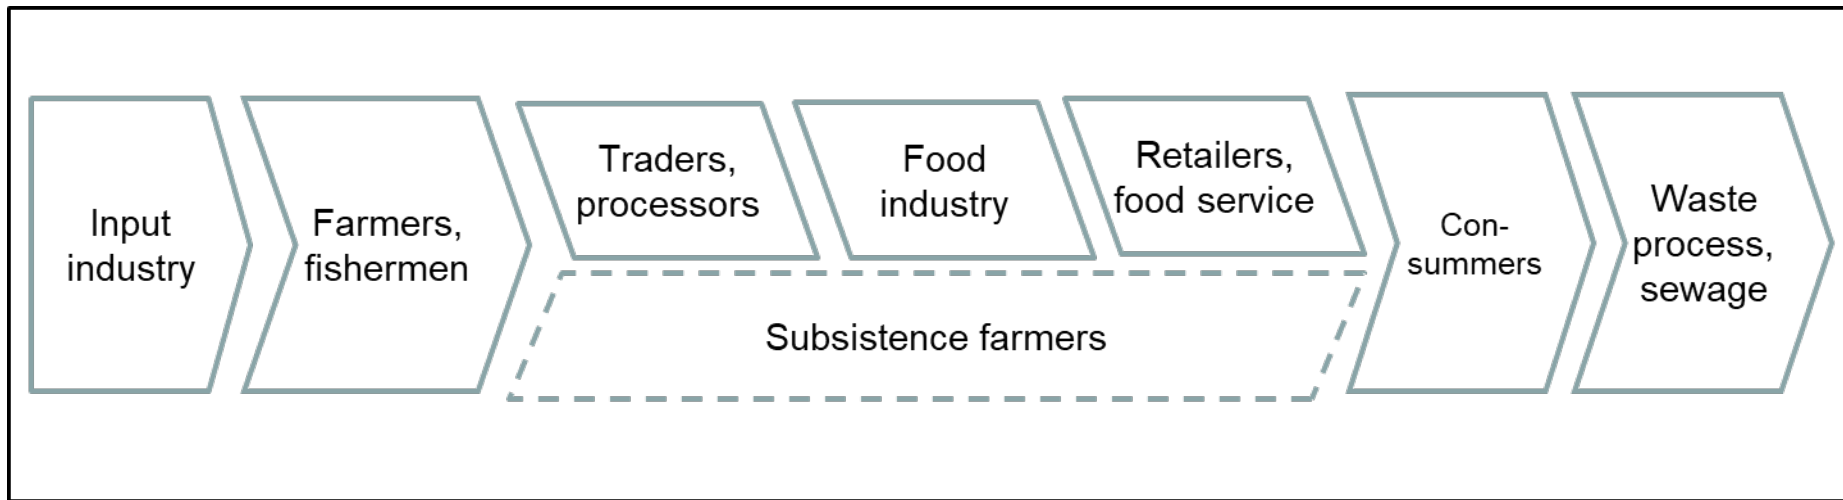 Input
industry
Farmers,
fishermen
Traders,
processors
Food
industry
Retailers,
food service
Subsistence farmers
Con-
summers
Waste
process,
sewage